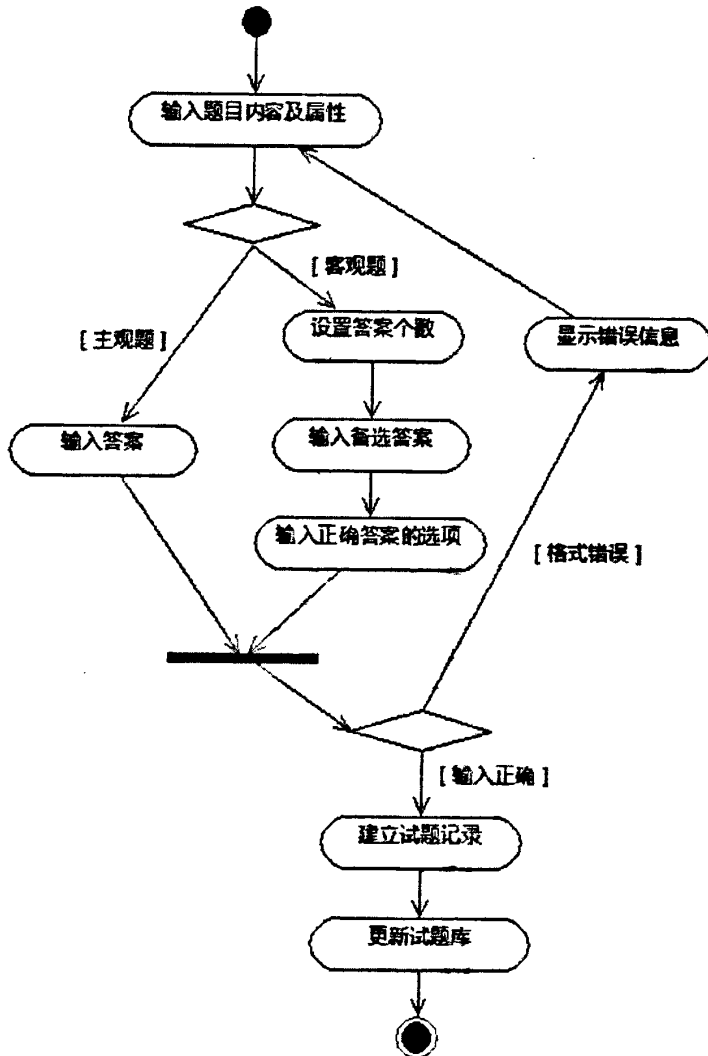 输入题目内容及属性
[ 客观题 ]
设置答案个数
显示错误信息
[ 主观题 ]
输入答案
输入备选答案
输入正确答案的选项
[ 格式错误 ]
[ 输入正确 ]
建立试题记录
更新试题库